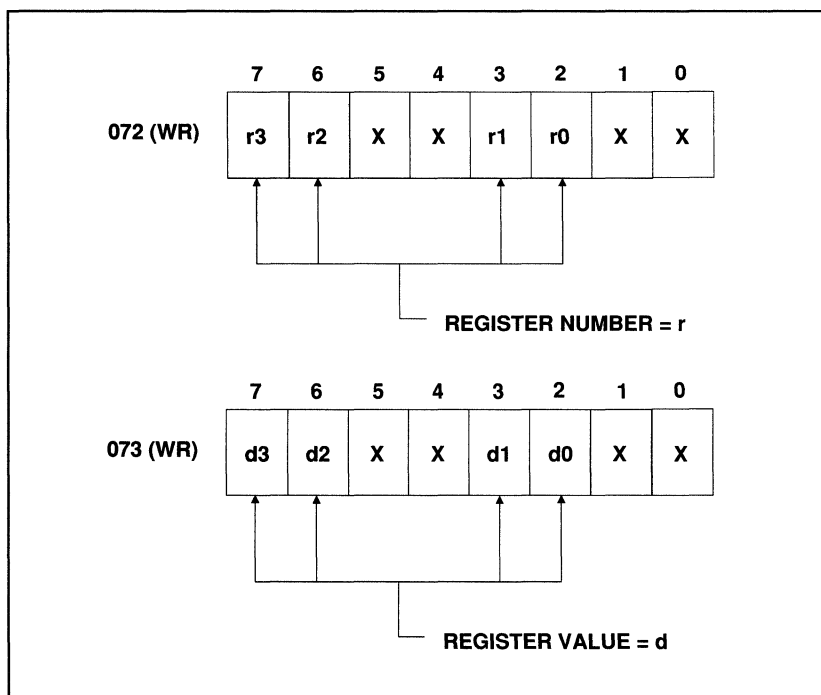 7 6 5 4 3 2 1 0
072 (WR) r3 r2 X X r1 r0 X X
REGISTER NUMBER = r
7 6 5 4 3 2 1 0
073 (WR) d3 d2 X X d1 d0 X X
REGISTER VALUE = d